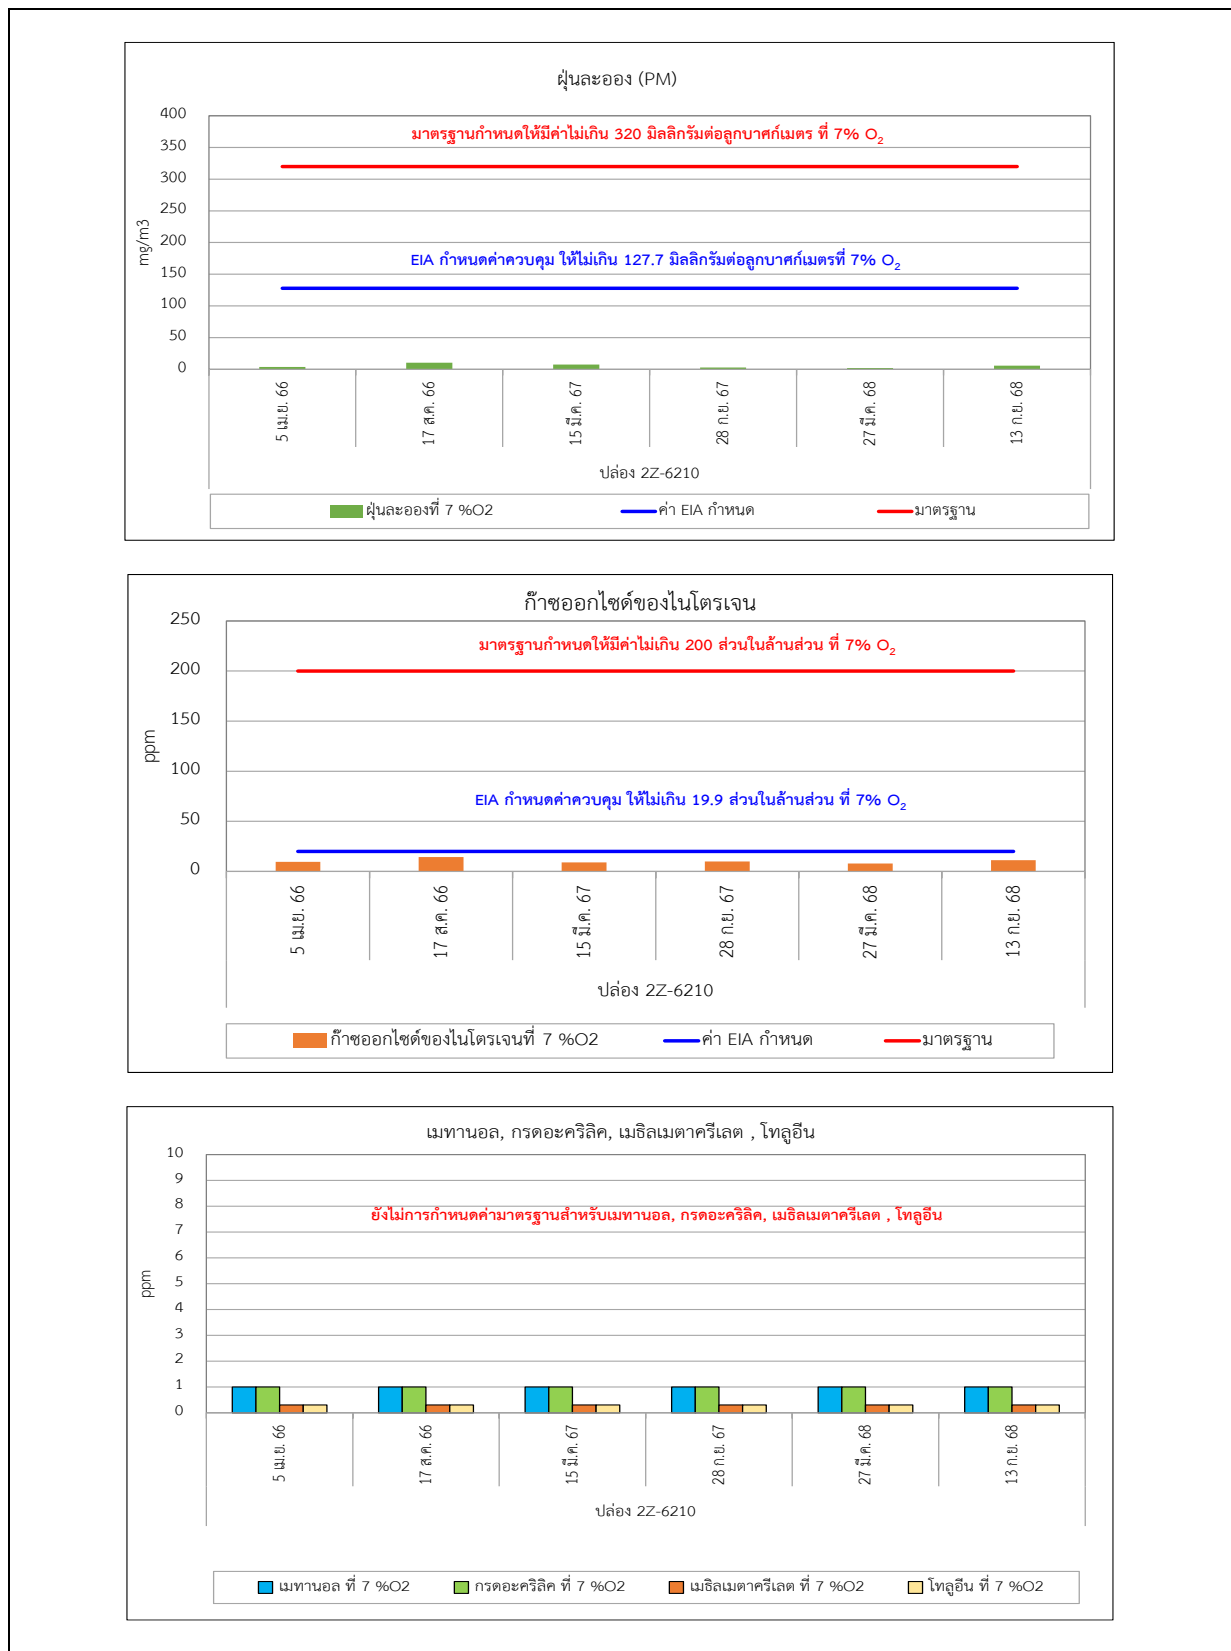 ฝุ่นละออง (PM)
400
350
300
250
200
150
100
50
0
mg/m3
มาตรฐานกำหนดให้มีค่าไม่เกิน 320 มิลลิกรัมต่อลูกบาศก์เมตร ที่ 7% O2
EIA กำหนดค่าควบคุม ให้ไม่เกิน 127.7 มิลลิกรัมต่อลูกบาศก์เมตรที่ 7% O2
5 เม.ย. 66
17 ส.ค. 66
15 มี.ค. 67
28 ก.ย. 67
27 มี.ค. 68
13 ก.ย. 68
ปล่อง 2Z-6210
ฝุ่นละอองที่ 7 %O2 ค่า EIA กำหนด มาตรฐาน
ก๊าซออกไซด์ของไนโตรเจน
250
200
150
100
50
0
ppm
มาตรฐานกำหนดให้มีค่าไม่เกิน 200 ส่วนในล้านส่วน ที่ 7% O2
EIA กำหนดค่าควบคุม ให้ไม่เกิน 19.9 ส่วนในล้านส่วน ที่ 7% O2
5 เม.ย. 66
17 ส.ค. 66
15 มี.ค. 67
28 ก.ย. 67
27 มี.ค. 68
13 ก.ย. 68
ปล่อง 2Z-6210
ก๊าซออกไซด์ของไนโตรเจนที่ 7 %O2 ค่า EIA กำหนด มาตรฐาน
เมทานอล, กรดอะคริลิค, เมธิลเมตาครีเลต , โทลูอีน
10
9
8
7
6
5
4
3
2
1
0
ppm
ยังไม่การกำหนดค่ามาตรฐานสำหรับเมทานอล, กรดอะคริลิค, เมธิลเมตาครีเลต , โทลูอีน
5 เม.ย. 66
17 ส.ค. 66
15 มี.ค. 67
28 ก.ย. 67
27 มี.ค. 68
13 ก.ย. 68
ปล่อง 2Z-6210
เมทานอล ที่ 7 %O2 กรดอะคริลิค ที่ 7 %O2 เมธิลเมตาครีเลต ที่ 7 %O2 โทลูอีน ที่ 7 %O2